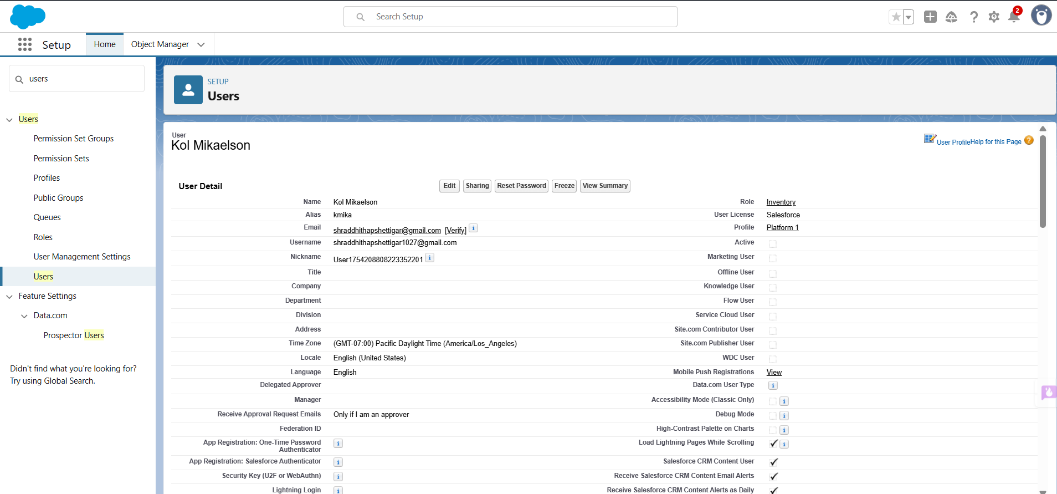 Search Setup
2
Setup
Home
Object Manager
users
Users
Permission Set Groups
Permission Sets
Profiles
Public Groups
Queues
Roles
User Management Settings
Users
Feature Settings
Data.com
Prospector Users
Didn't find what you're looking for?
Try using Global Search.
SETUP
Users
User
Kol Mikaelson
User Profile
Help for this Page
User Detail
Edit
Sharing
Reset Password
Freeze
View Summary
Name Kol Mikaelson
Role Inventory
Alias kmika
User License Salesforce
Email shraddhithapshettigar@gmail.com [Verify] i
Profile Platform 1
Username shraddhithapshettigar1027@gmail.com
Active
Nickname User1754208808223352201 i
Marketing User
Title
Offline User
Company
Knowledge User
Department
Flow User
Division
Service Cloud User
Address
Site.com Contributor User
Time Zone (GMT-07:00) Pacific Daylight Time (America/Los_Angeles)
Site.com Publisher User
Locale English (United States)
WDC User
Language English
Mobile Push Registrations View
Delegated Approver
Data.com User Type i
Manager
Accessibility Mode (Classic Only) i
Receive Approval Request Emails Only if I am an approver
Debug Mode i
Federation ID
High-Contrast Palette on Charts i
App Registration: One-Time Password
Authenticator i
Load Lightning Pages While Scrolling i
App Registration: Salesforce Authenticator i
Salesforce CRM Content User
Security Key (U2F or WebAuthn) i
Receive Salesforce CRM Content Email Alerts
Lightning Login i
Receive Salesforce CRM Content Alerts as Daily